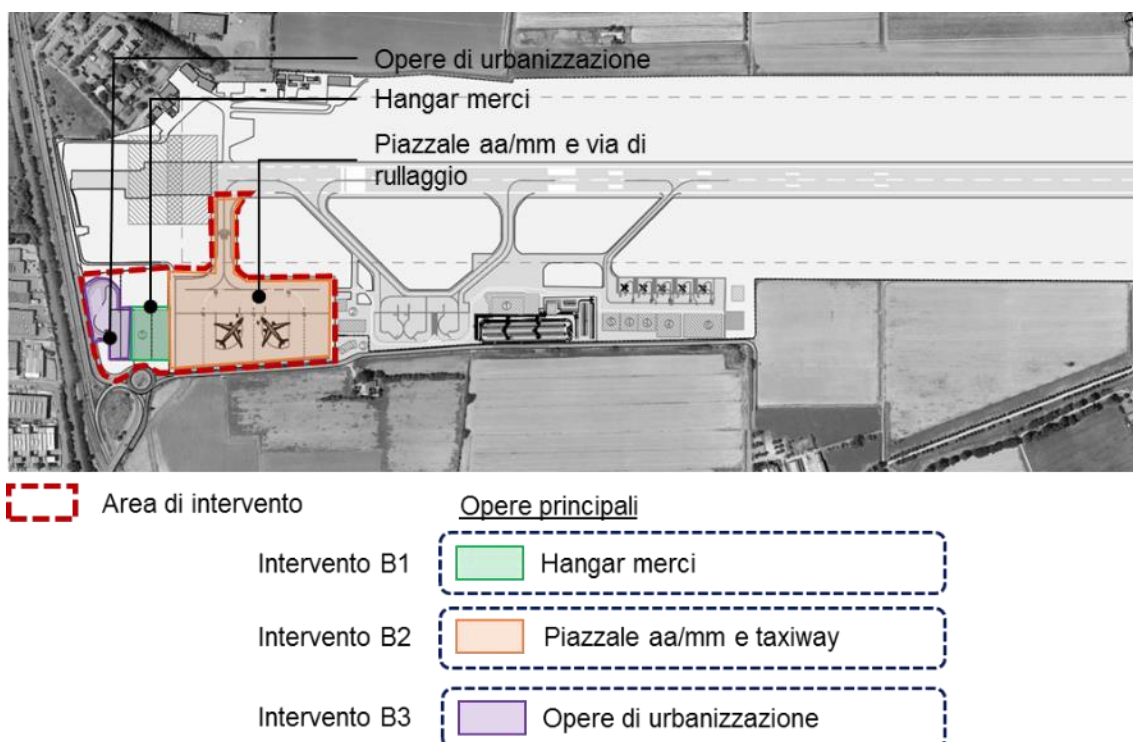 Opere di urbanizzazione
Hangar merci
Piazzale aa/mm e via di
rullaggio
Area di intervento
Opere principali
Intervento B1
Hangar merci
Intervento B2
Piazzale aa/mm e taxiway
Intervento B3
Opere di urbanizzazione